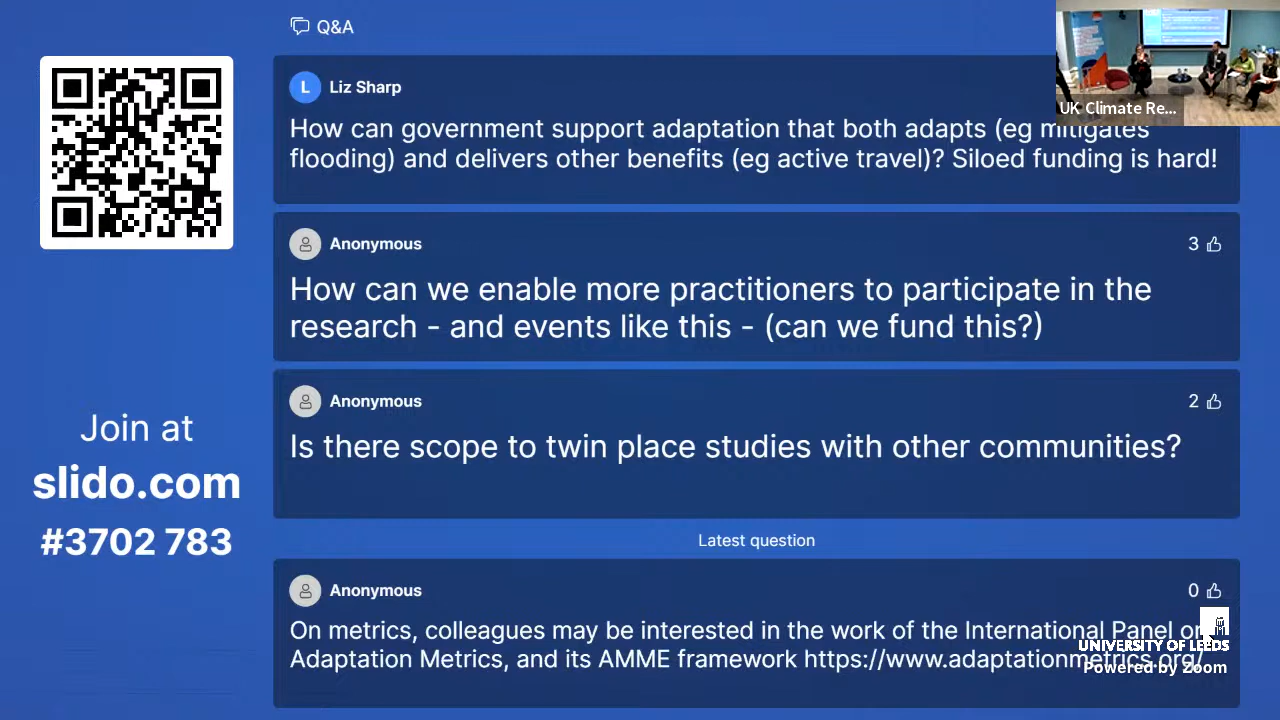 Q&A
L
Liz Sharp
How can government support adaptation that both adapts (eg mitigates
flooding) and delivers other benefits (eg active travel)? Siloed funding is hard!
UK Climate Re...
Anonymous
3
How can we enable more practitioners to participate in the
research - and events like this - (can we fund this?)
Anonymous
2
Is there scope to twin place studies with other communities?
Join at
slido.com
#3702 783
Latest question
Anonymous
0
On metrics, colleagues may be interested in the work of the International Panel on
Adaptation Metrics, and its AMME framework https://www.adaptationmetrics.org/
UNIVERSITY OF LEEDS
Powered by Zoom